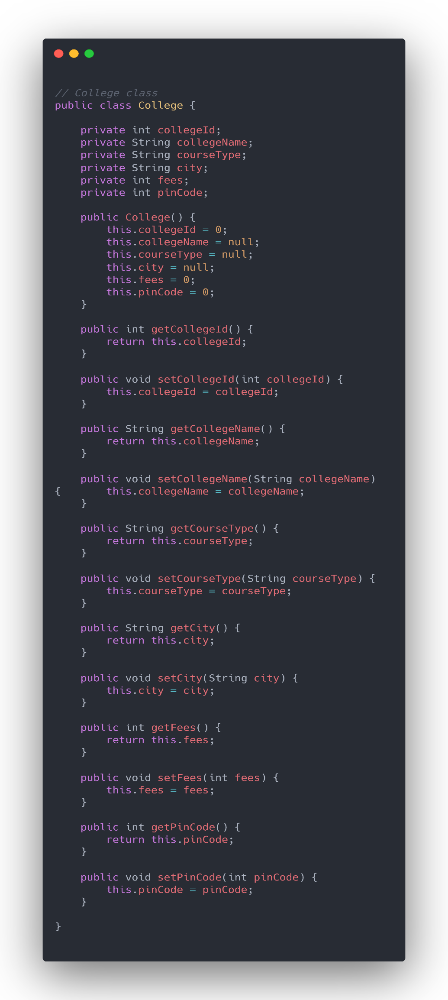 // College class
public class College {

    private int collegeId;
    private String collegeName;
    private String courseType;
    private String city;
    private int fees;
    private int pinCode;

    public College() {
        this.collegeId = 0;
        this.collegeName = null;
        this.courseType = null;
        this.city = null;
        this.fees = 0;
        this.pinCode = 0;
    }

    public int getCollegeId() {
        return this.collegeId;
    }

    public void setCollegeId(int collegeId) {
        this.collegeId = collegeId;
    }

    public String getCollegeName() {
        return this.collegeName;
    }

    public void setCollegeName(String collegeName)
{       this.collegeName = collegeName;
    }

    public String getCourseType() {
        return this.courseType;
    }

    public void setCourseType(String courseType) {
        this.courseType = courseType;
    }

    public String getCity() {
        return this.city;
    }

    public void setCity(String city) {
        this.city = city;
    }

    public int getFees() {
        return this.fees;
    }

    public void setFees(int fees) {
        this.fees = fees;
    }

    public int getPinCode() {
        return this.pinCode;
    }

    public void setPinCode(int pinCode) {
        this.pinCode = pinCode;
    }

}